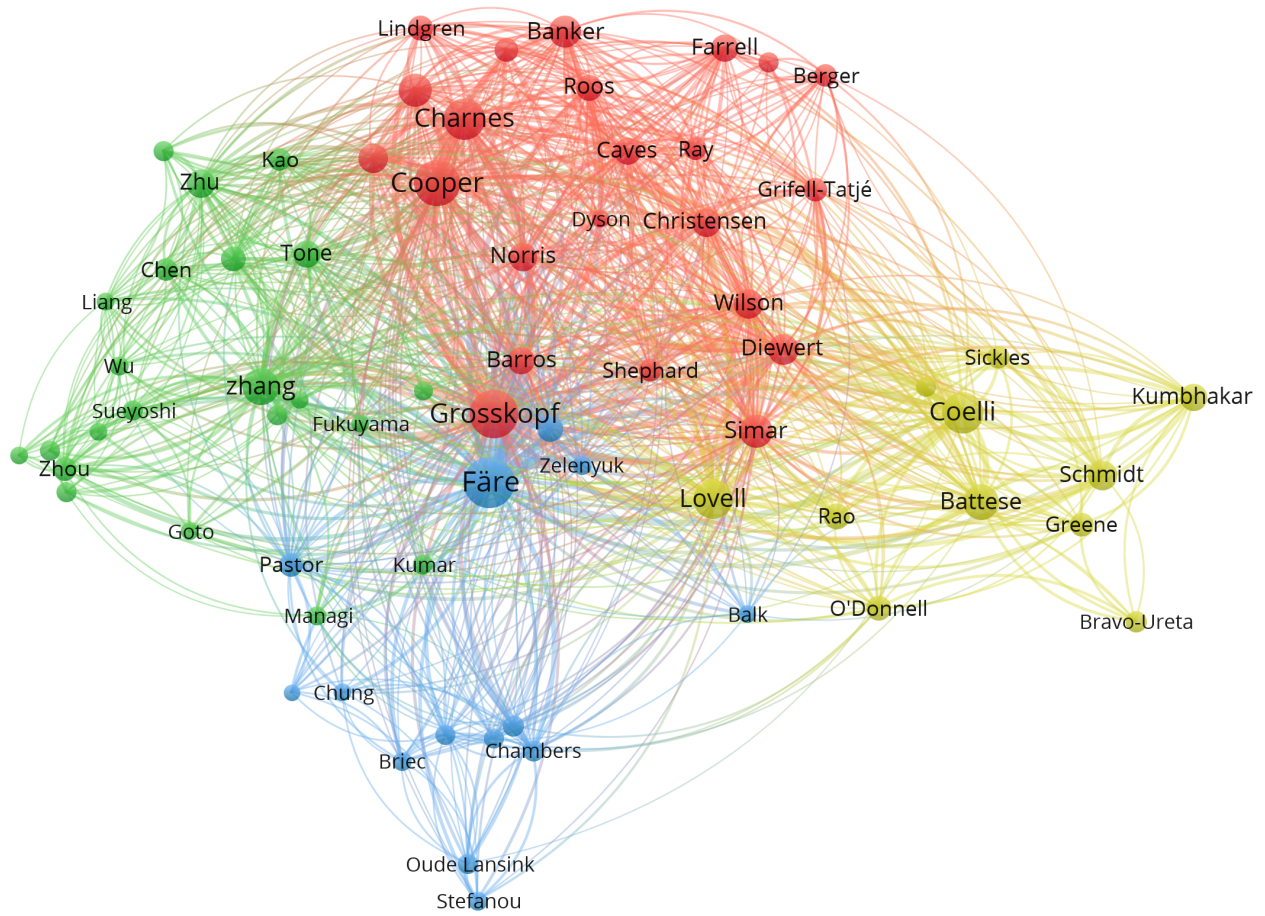 Lindgren
Banker
Farrell
Berger
Roos
Charnes
Caves
Ray
Kao
Zhu
Cooper
Grifell-Tatjé
Dyson
Christensen
Tone
Norris
Chen
Liang
Wilson
Diewert
Sickles
Barros
Shephard
Wu
zhang
Kumbhakar
Sueyoshi
Fukuyama
Grosskopf
Coelli
Simar
Zhou
Zelenyuk
Färe
Schmidt
Lovell
Battese
Rao
Greene
Goto
Pastor
Kumar
Managi
Balk
O'Donnell
Bravo-Ureta
Chung
Chambers
Briec
Oude Lansink
Stefanou